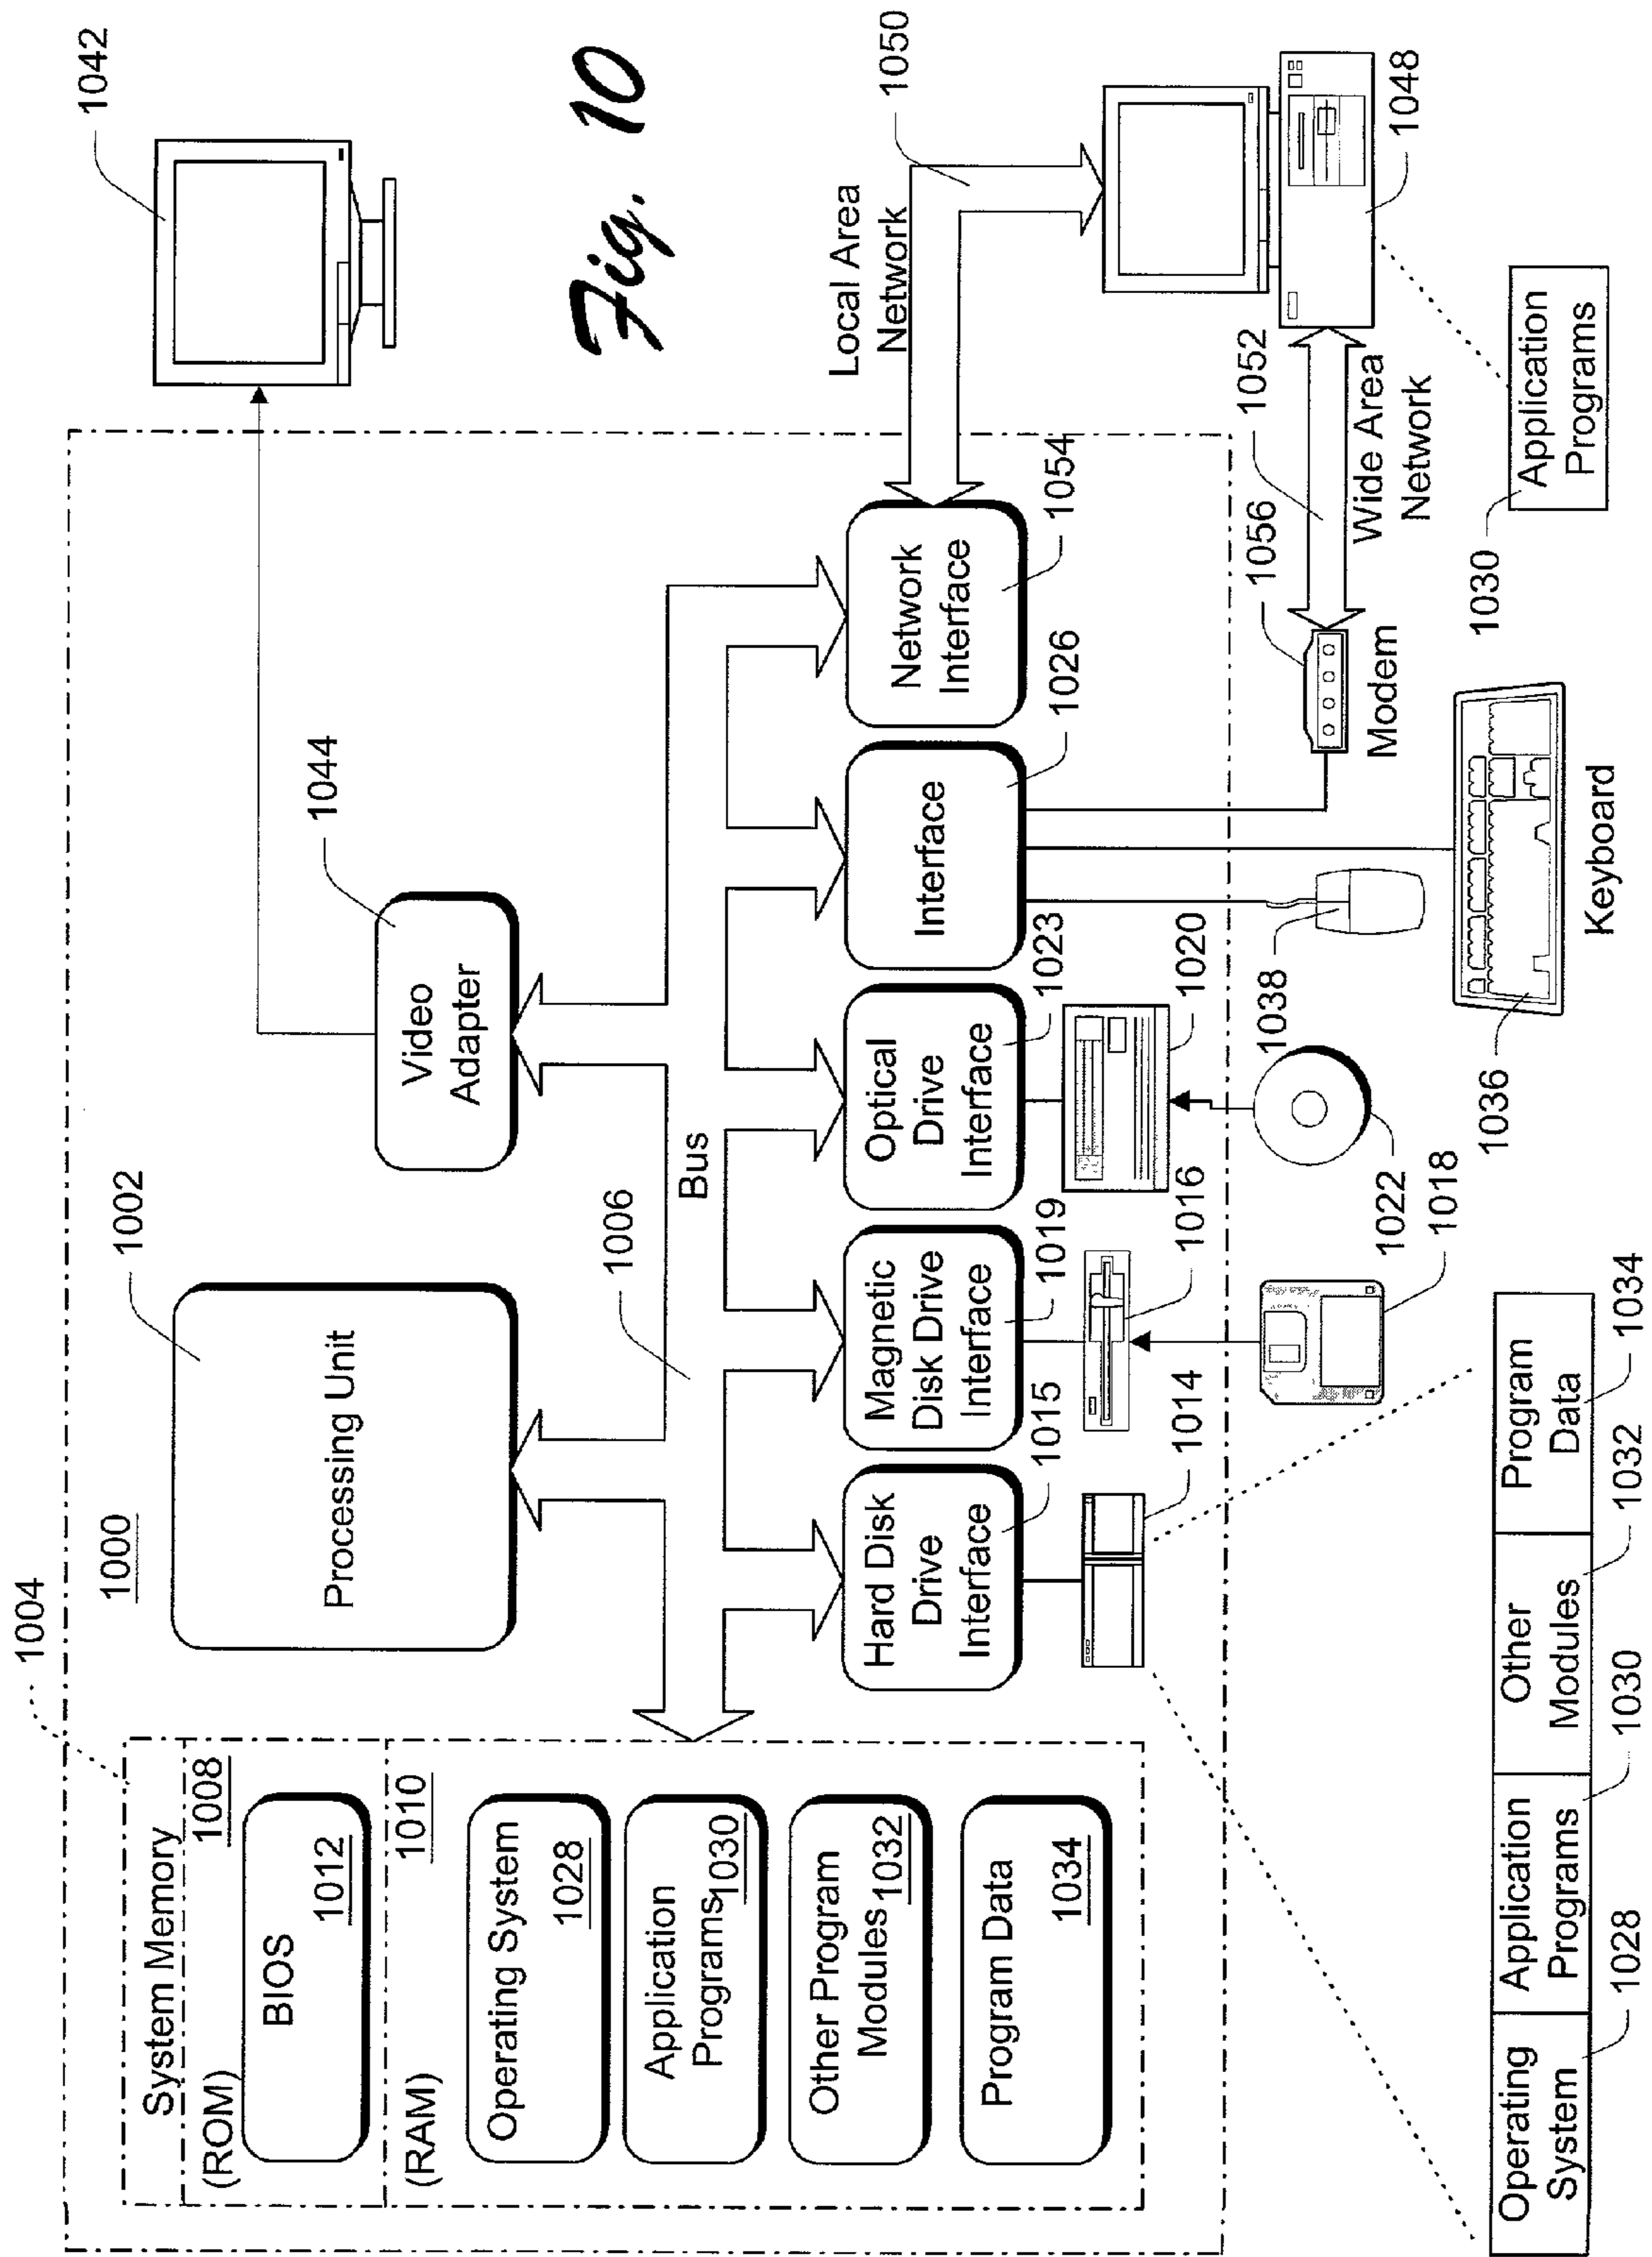 1004
1000
1002
1042
System Memory
(ROM)
1008
BIOS
1012
(RAM)
1010
Operating System
1028
Application
Programs
1030
Other Program
Modules
1032
Program Data
1034
Processing Unit
1044
Video
Adapter
Fig. 10
1006
Bus
Local Area
Network
1050
Hard Disk
Drive
Interface
Magnetic
Disk Drive
Interface
Optical
Drive
Interface
Interface
Network
Interface
1015
1019
1023
1026
1054
1014
1016
1020
1038
1056
1052
1048
Modem
Wide Area
Network
1022
1018
1036
Keyboard
1030
Application
Programs
Operating
System
Application
Programs
Other
Modules
Program
Data
1028
1030
1032
1034